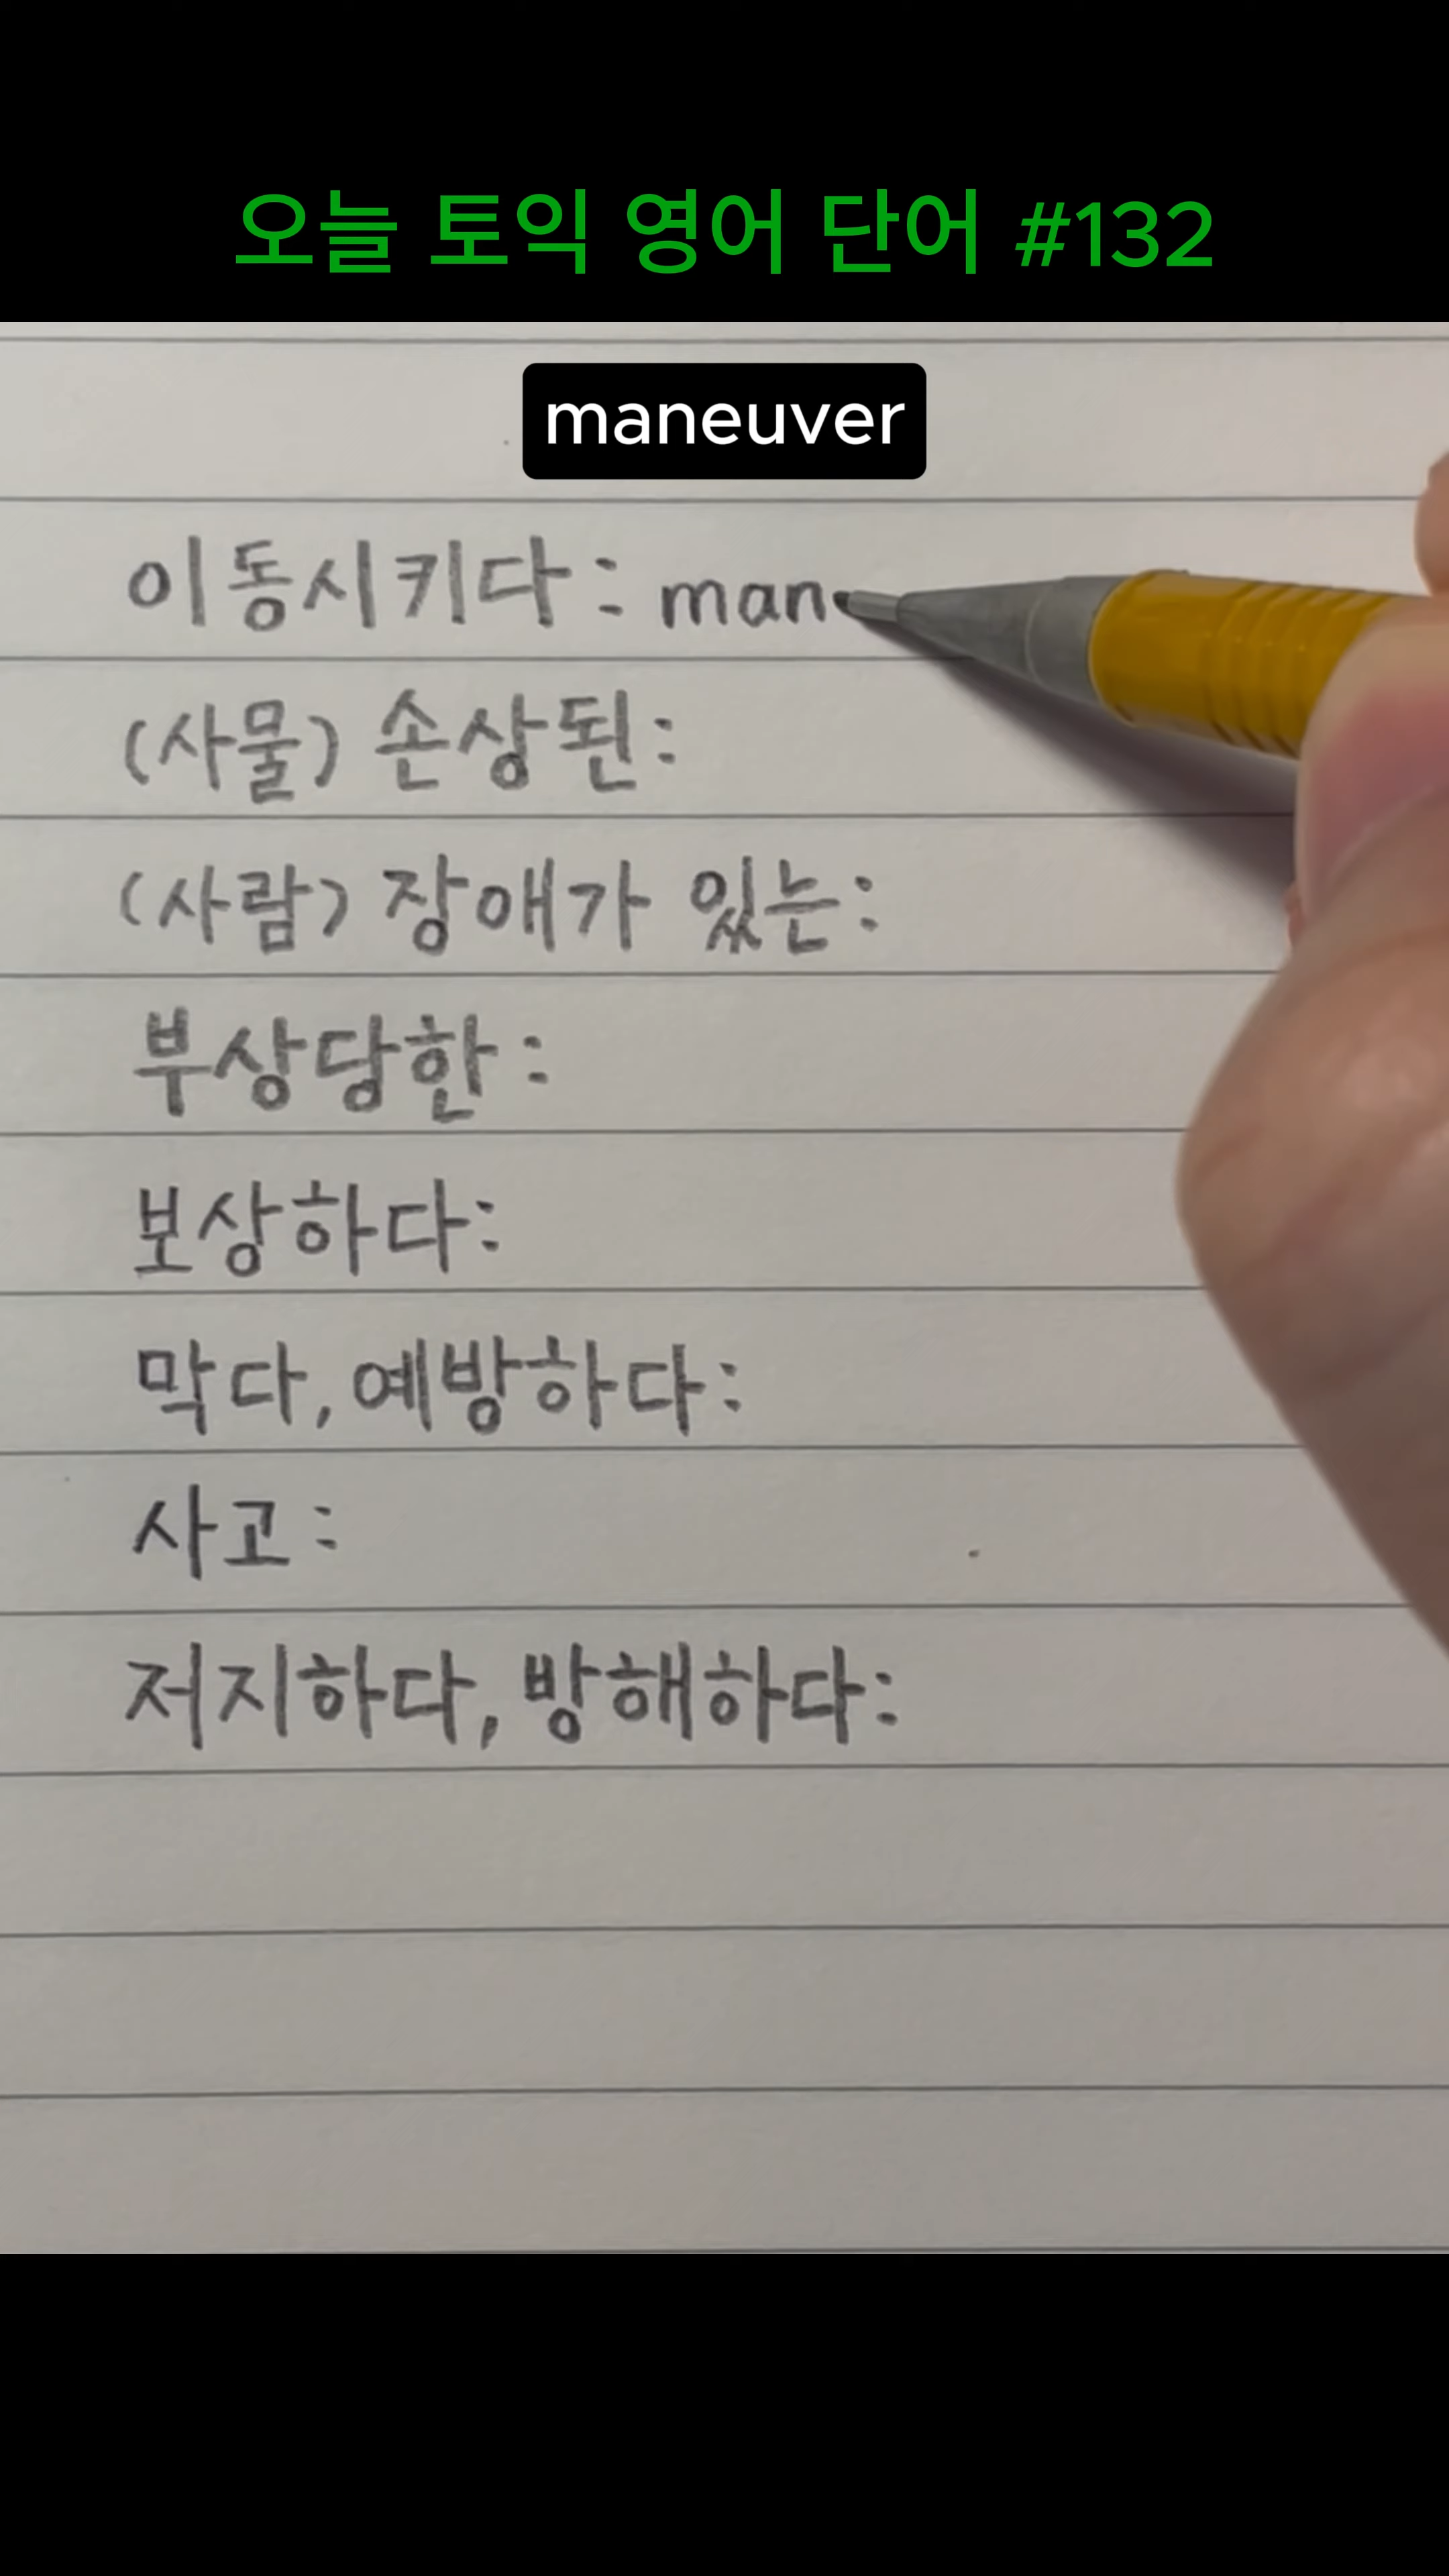 오늘 토익 영어 단어 #132
maneuver
이동시키다 : man
(사물) 손상된:
(사람) 장애가 있는:
부상당한 :
보상하다:
막다, 예방하다:
사고 :
저지하다, 방해하다: